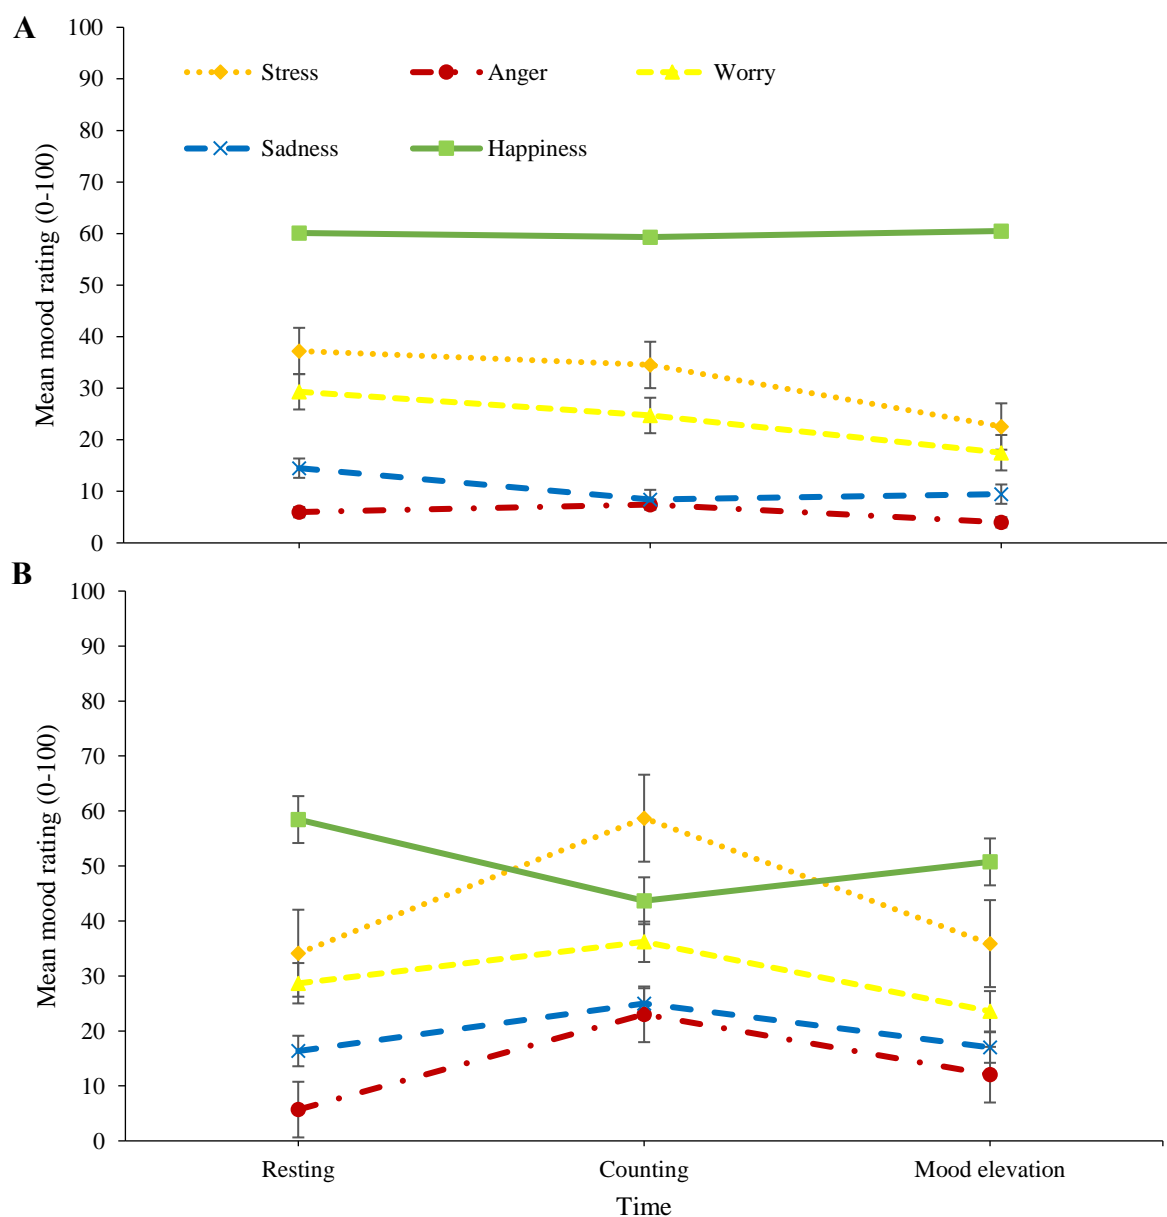 A
Mean mood rating (0-100)
100
90
80
70
60
50
40
30
20
10
0
Stress Anger Worry
Sadness Happiness
B
Mean mood rating (0-100)
100
90
80
70
60
50
40
30
20
10
0
Resting Counting Mood elevation
Time